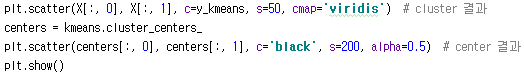 plt.scatter(X[:, 0], X[:, 1], c=y_kmeans, s=50, cmap='viridis')  # cluster 결과
centers = kmeans.cluster_centers_
plt.scatter(centers[:, 0], centers[:, 1], c='black', s=200, alpha=0.5)  # center 결과
plt.show()